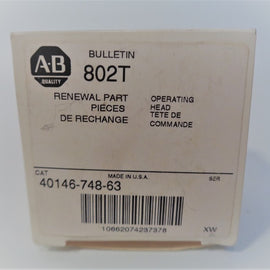 A-B
QUALITY
BULLETIN
802T
RENEWAL PART
PIÈCES
DE RECHANGE
OPERATING
HEAD
TETE DE
COMMANDE
CAT
MADE IN U.S.A.
40146-748-63
10662074237378
XW